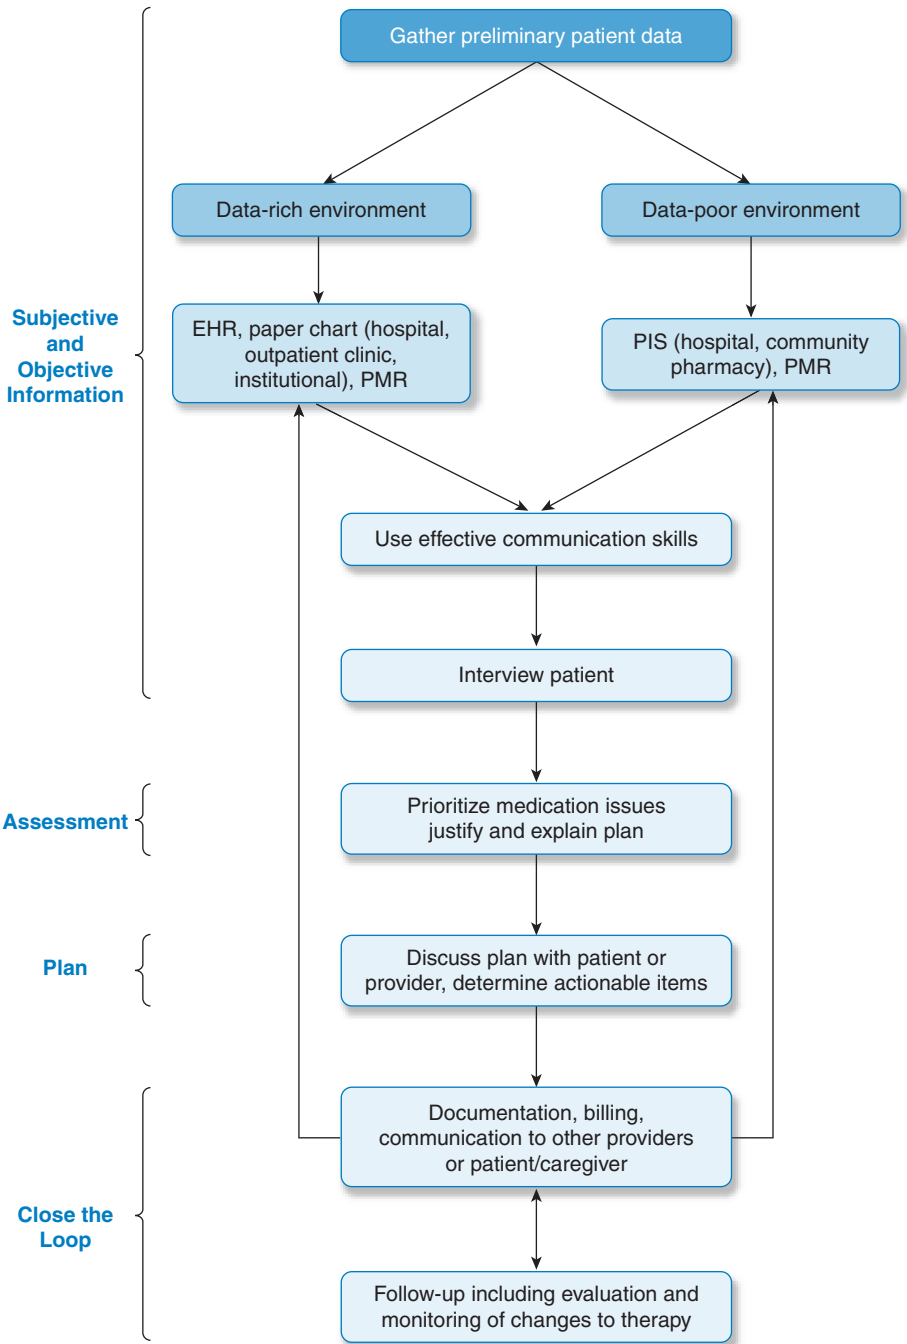 Gather preliminary patient data
Data-rich environment
Data-poor environment
Subjective
and
Objective
Information
EHR, paper chart (hospital,
outpatient clinic,
institutional), PMR
PIS (hospital, community
pharmacy), PMR
Use effective communication skills
Interview patient
Assessment
Prioritize medication issues
justify and explain plan
Plan
Discuss plan with patient or
provider, determine actionable items
Close the
Loop
Documentation, billing,
communication to other providers
or patient/caregiver
Follow-up including evaluation and
monitoring of changes to therapy